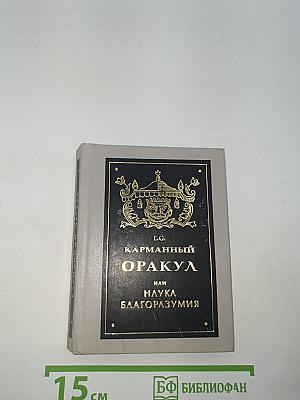 L.G.
КАРМАННЫЙ
ОРАКУЛ
ИЛИ
НАУКА
БЛАГОРАЗУМИЯ
15 см
БФ БИБЛИОФАН